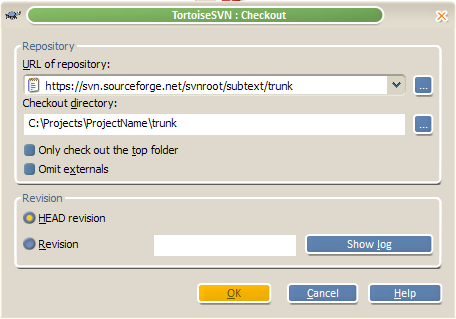 TortoiseSVN : Checkout
Repository
URL of repository:
https://svn.sourceforge.net/svnroot/subtext/trunk
...
Checkout directory:
C:\Projects\ProjectName\trunk
...
Only check out the top folder
Omit externals
Revision
HEAD revision
Revision
Show log
OK
Cancel
Help